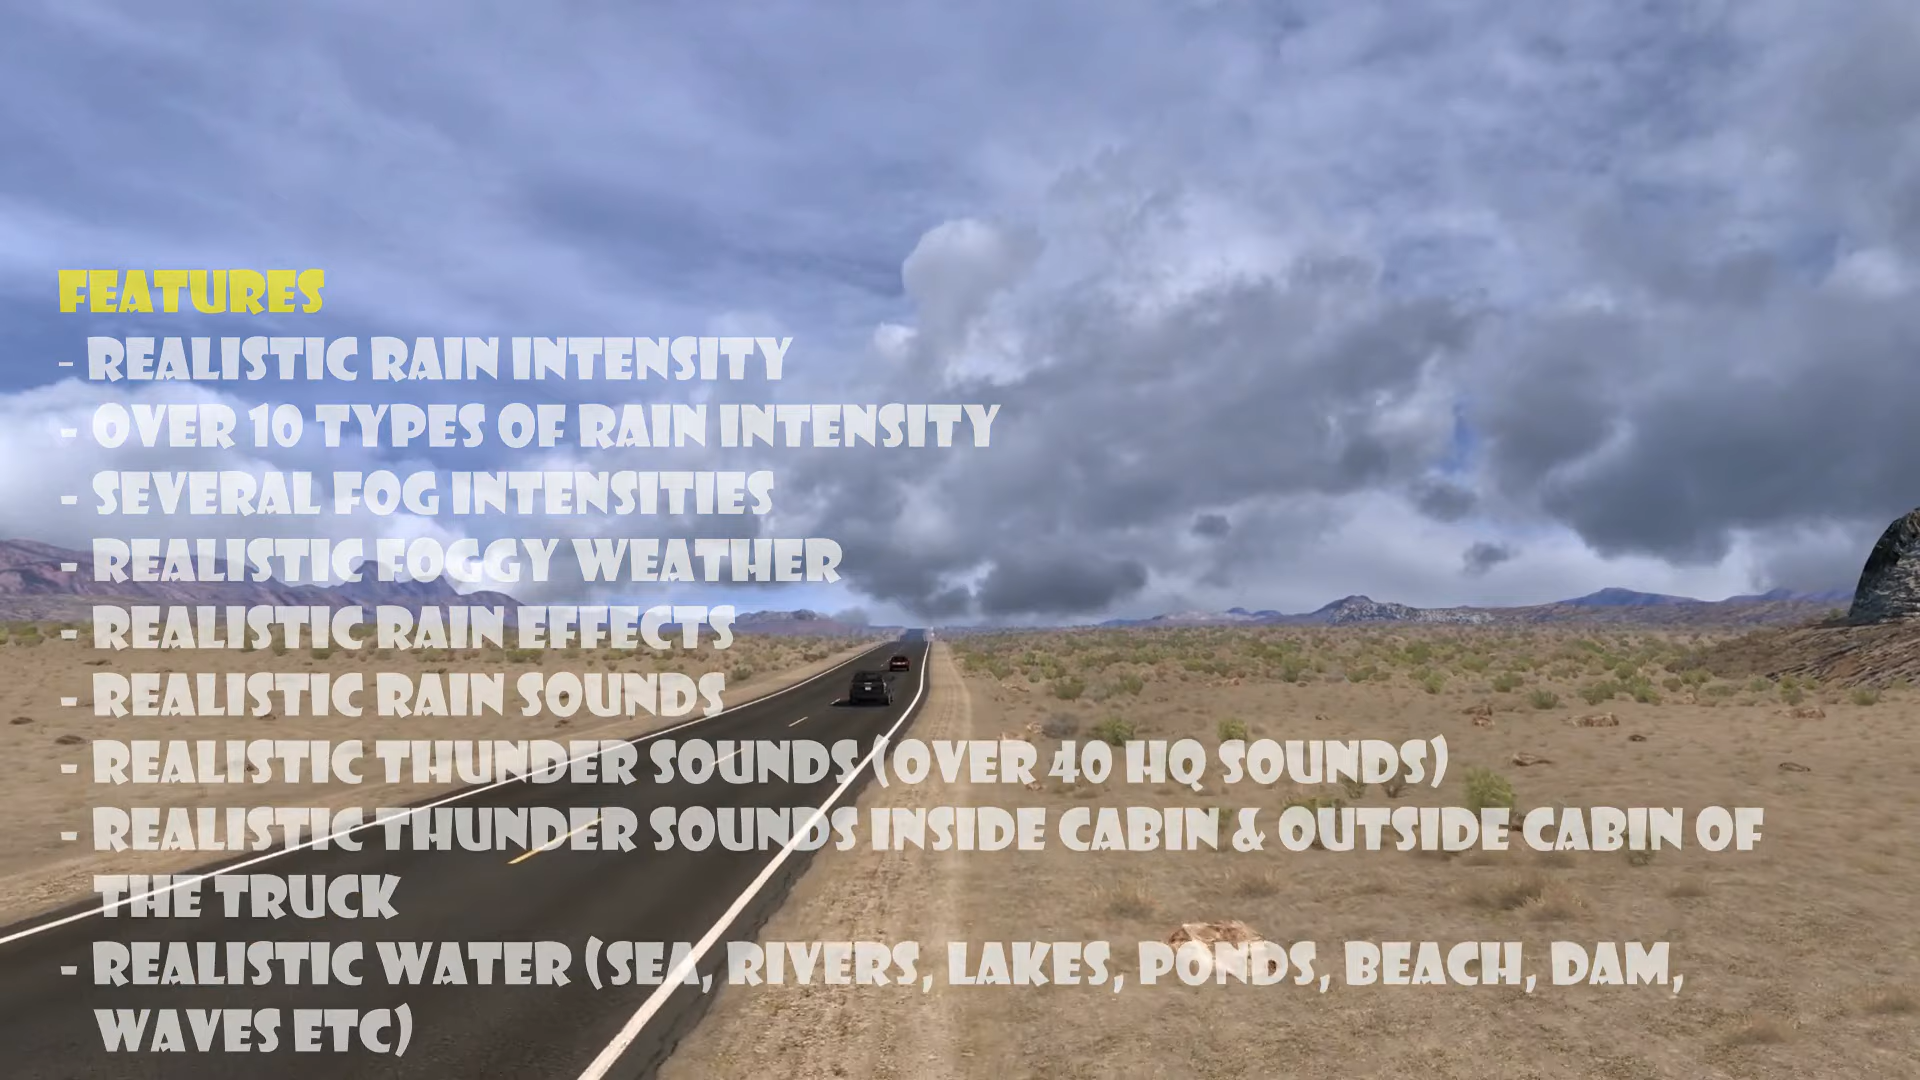 FEATURES
- REALISTIC RAIN INTENSITY
- OVER 10 TYPES OF RAIN INTENSITY
- SEVERAL FOG INTENSITIES
- REALISTIC FOGGY WEATHER
- REALISTIC RAIN EFFECTS
- REALISTIC RAIN SOUNDS
- REALISTIC THUNDER SOUNDS (OVER 40 HQ SOUNDS)
- REALISTIC THUNDER SOUNDS INSIDE CABIN & OUTSIDE CABIN OF
THE TRUCK
- REALISTIC WATER (SEA, RIVERS, LAKES, PONDS, BEACH, DAM,
WAVES ETC)